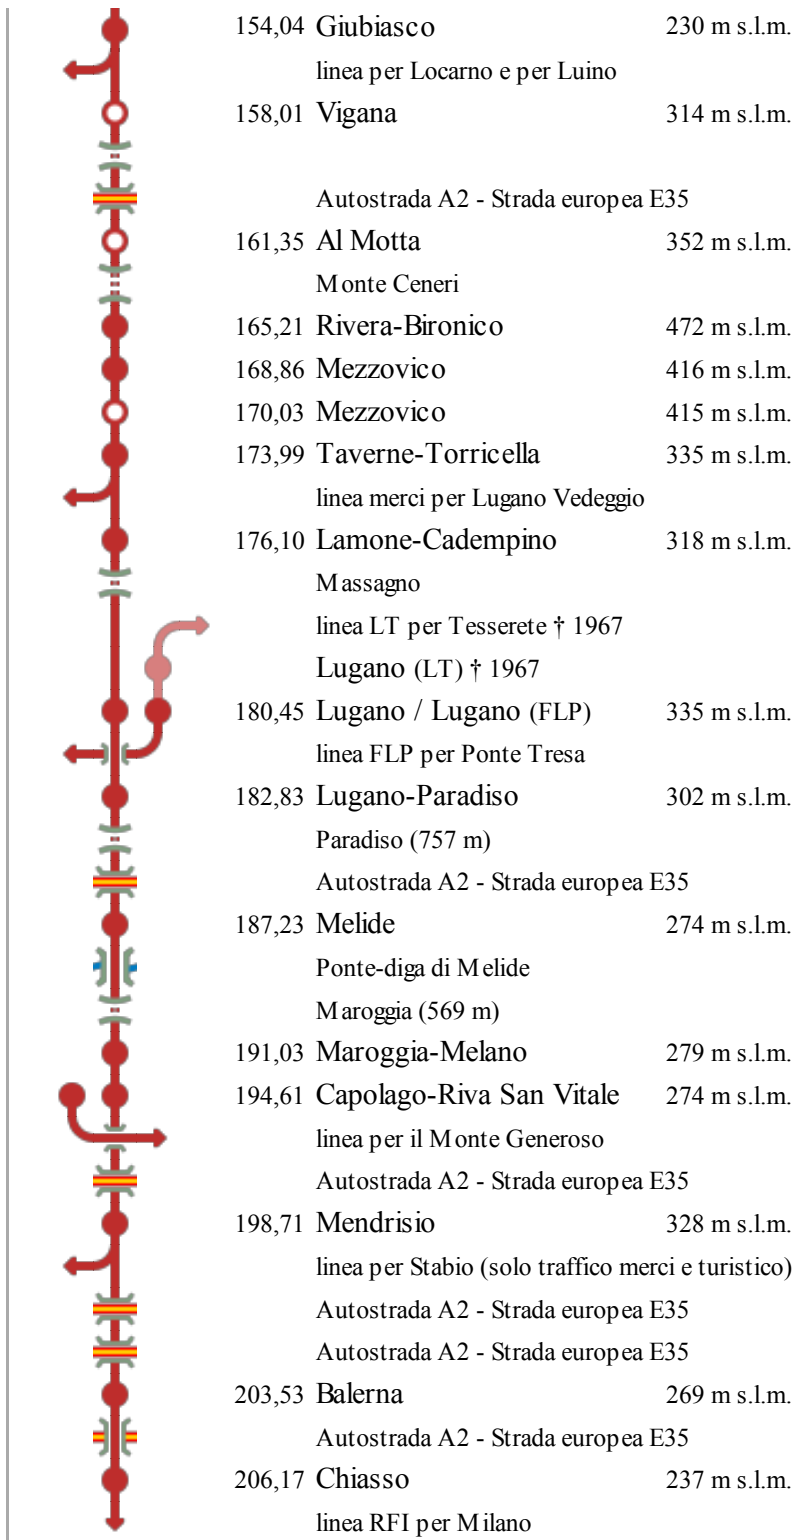 154,04 Giubiasco 230 m s.l.m.
linea per Locarno e per Luino
158,01 Vigana 314 m s.l.m.
Autostrada A2 - Strada europea E35
161,35 Al Motta 352 m s.l.m.
Monte Ceneri
165,21 Rivera-Bironico 472 m s.l.m.
168,86 Mezzovico 416 m s.l.m.
170,03 Mezzovico 415 m s.l.m.
173,99 Taverne-Torricella 335 m s.l.m.
linea merci per Lugano Vedeggio
176,10 Lamone-Cadempino 318 m s.l.m.
Massagno
linea LT per Tesserete † 1967
Lugano (LT) † 1967
180,45 Lugano / Lugano (FLP) 335 m s.l.m.
linea FLP per Ponte Tresa
182,83 Lugano-Paradiso 302 m s.l.m.
Paradiso (757 m)
Autostrada A2 - Strada europea E35
187,23 Melide 274 m s.l.m.
Ponte-diga di Melide
Maroggia (569 m)
191,03 Maroggia-Melano 279 m s.l.m.
194,61 Capolago-Riva San Vitale 274 m s.l.m.
linea per il Monte Generoso
Autostrada A2 - Strada europea E35
198,71 Mendrisio 328 m s.l.m.
linea per Stabio (solo traffico merci e turistico)
Autostrada A2 - Strada europea E35
Autostrada A2 - Strada europea E35
203,53 Balerna 269 m s.l.m.
Autostrada A2 - Strada europea E35
206,17 Chiasso 237 m s.l.m.
linea RFI per Milano